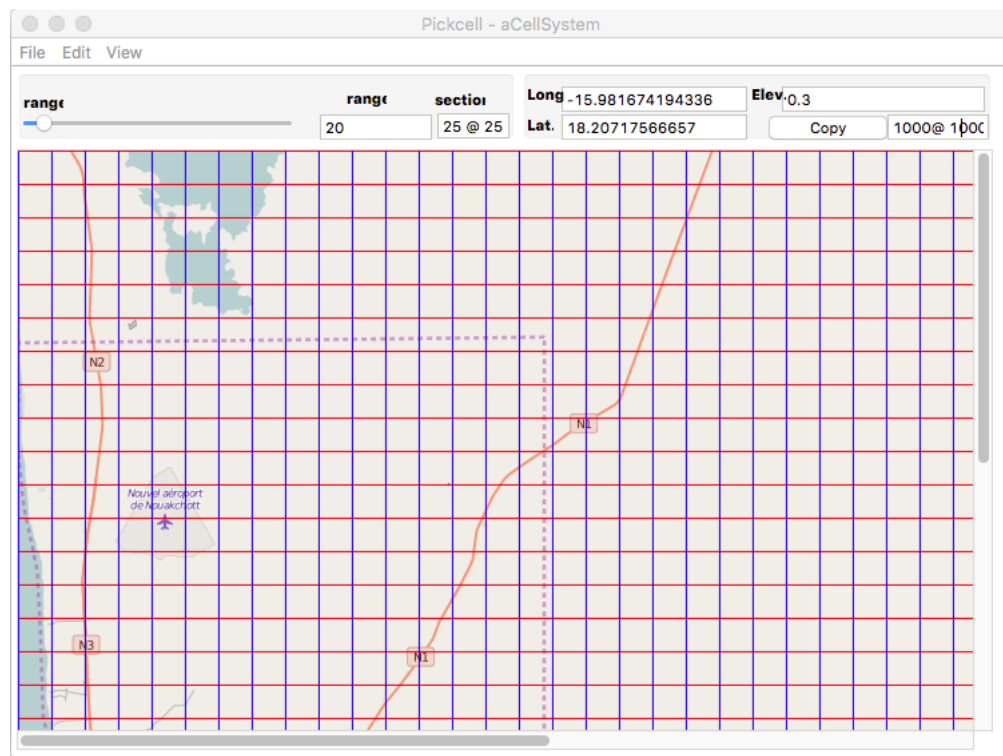 Pickcell - aCellSystem
File Edit View
range
range
section
Long -15.981674194336
Elev. -0.3
20
25 @ 25
Lat. 18.20717566657
Copy
1000@ 1000
N2
N1
Nouvel aéroport
de Nouakchott
N3
N1